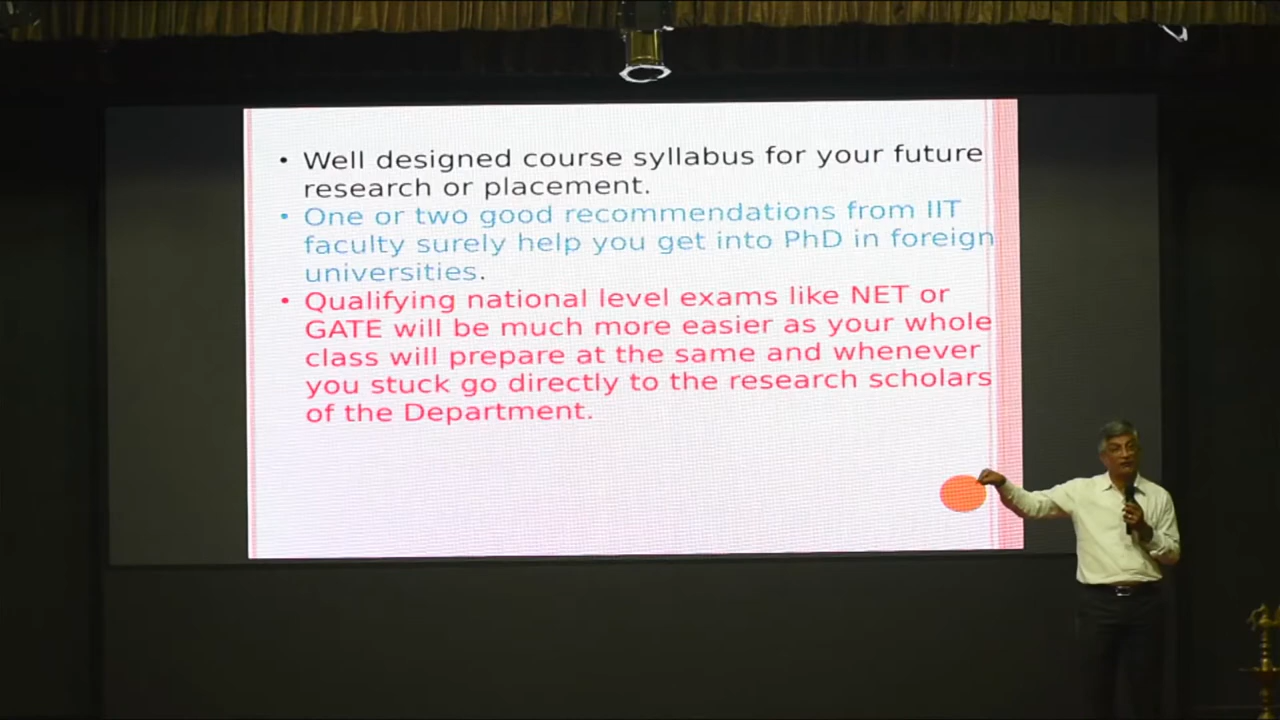 • Well designed course syllabus for your future
research or placement.
• One or two good recommendations from IIT
faculty surely help you get into PhD in foreign
universities.
• Qualifying national level exams like NET or
GATE will be much more easier as your whole
class will prepare at the same and whenever
you stuck go directly to the research scholars
of the Department.